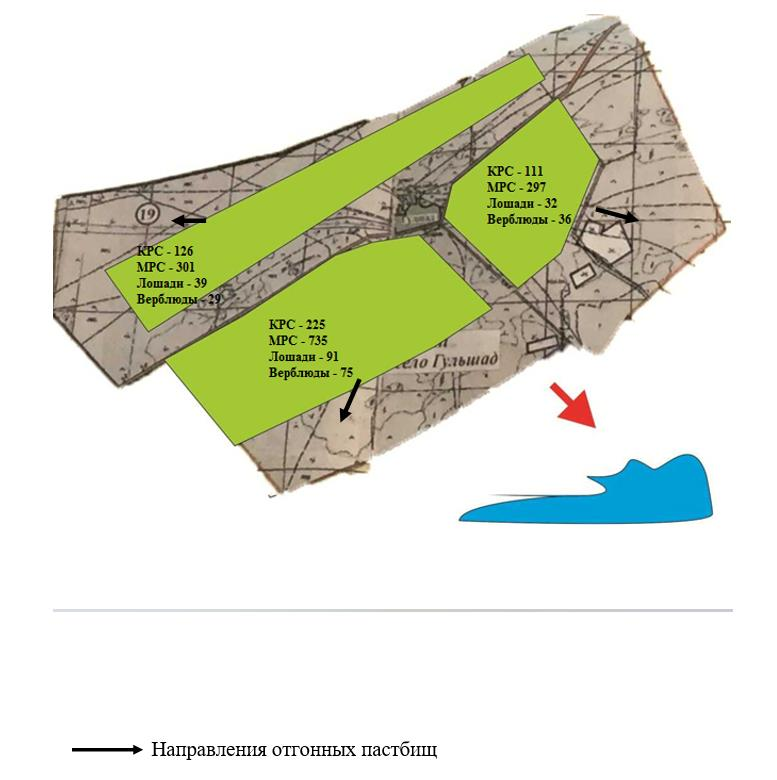 КРС - 111
МРС - 297
Лошади - 32
Верблюды - 36
19
КРС - 126
МРС - 301
Лошади - 39
Верблюды - 29
КРС - 225
МРС - 735
Лошади - 91
Верблюды - 75
ело Гульшад
Направления отгонных пастбищ